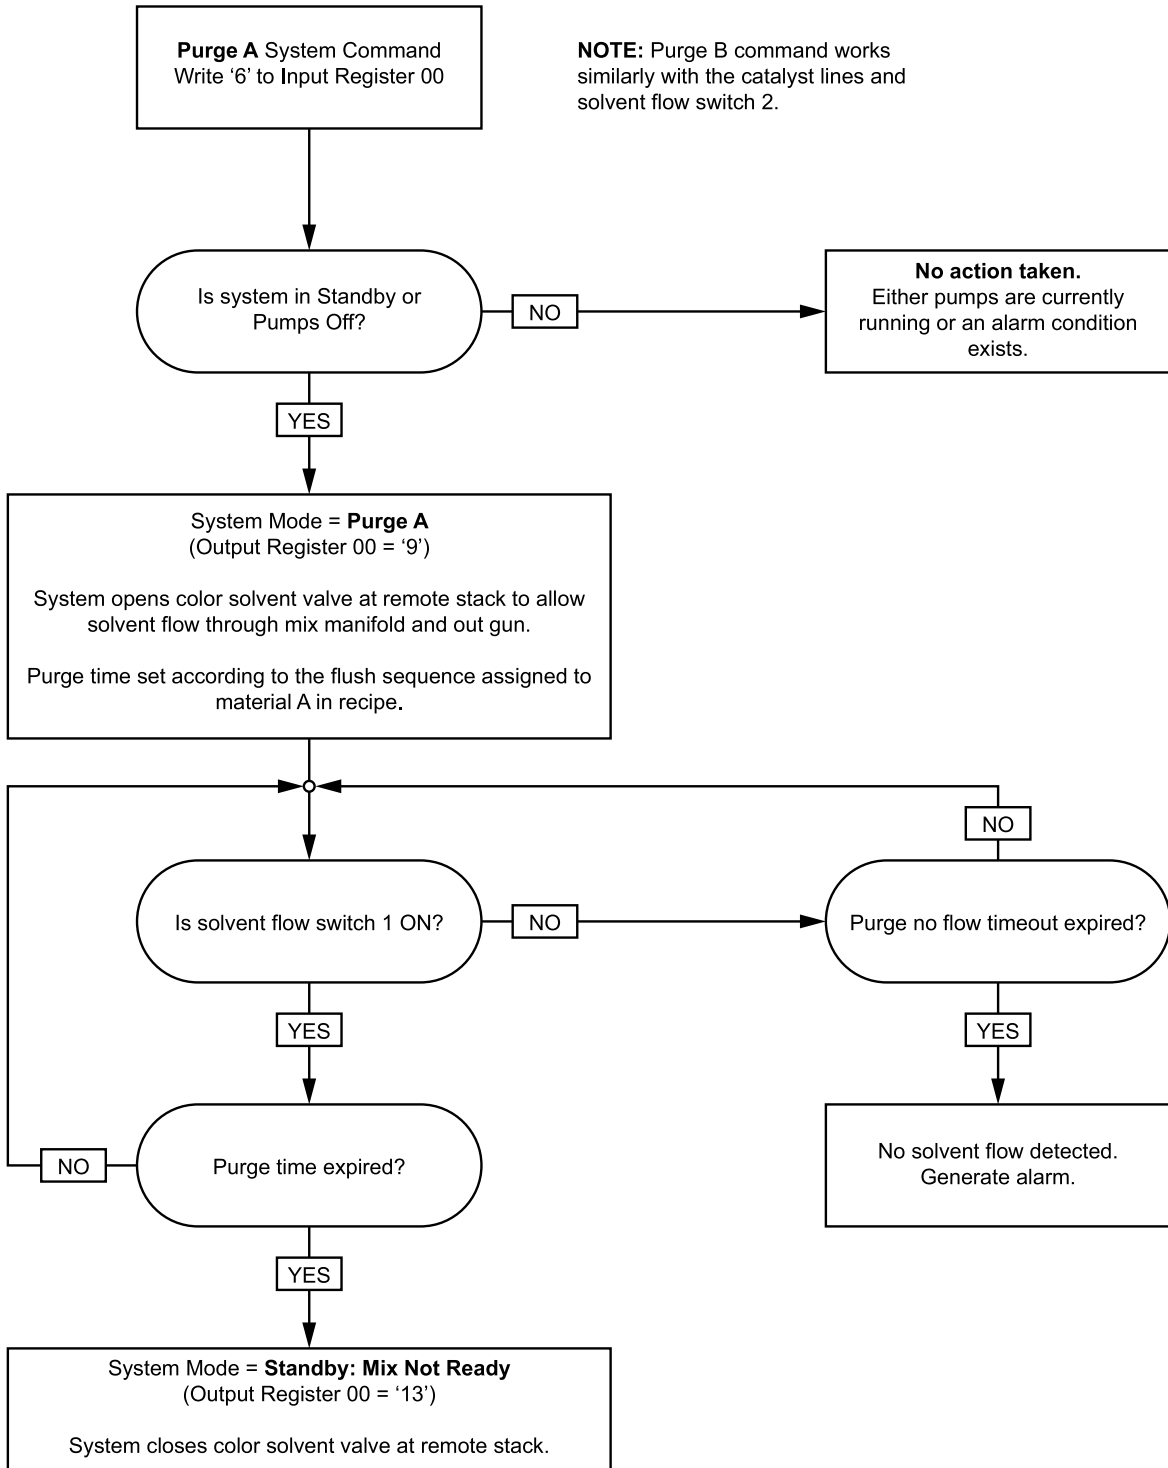 Purge A System Command
Write ‘6’ to Input Register 00
NOTE: Purge B command works
similarly with the catalyst lines and
solvent flow switch 2.
Is system in Standby or
Pumps Off?
NO
No action taken.
Either pumps are currently
running or an alarm condition
exists.
YES
System Mode = Purge A
(Output Register 00 = ‘9’)
System opens color solvent valve at remote stack to allow
solvent flow through mix manifold and out gun.
Purge time set according to the flush sequence assigned to
material A in recipe.
NO
Is solvent flow switch 1 ON?
NO
Purge no flow timeout expired?
YES
YES
No solvent flow detected.
Generate alarm.
NO
Purge time expired?
YES
System Mode = Standby: Mix Not Ready
(Output Register 00 = ‘13’)
System closes color solvent valve at remote stack.